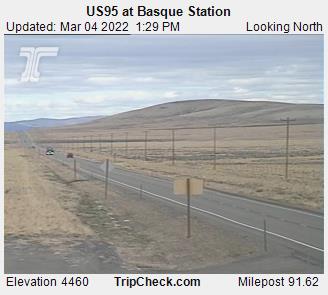 US95 at Basque Station
Updated: Mar 04 2022 1:29 PM Looking North
Elevation 4460 TripCheck.com Milepost 91.62